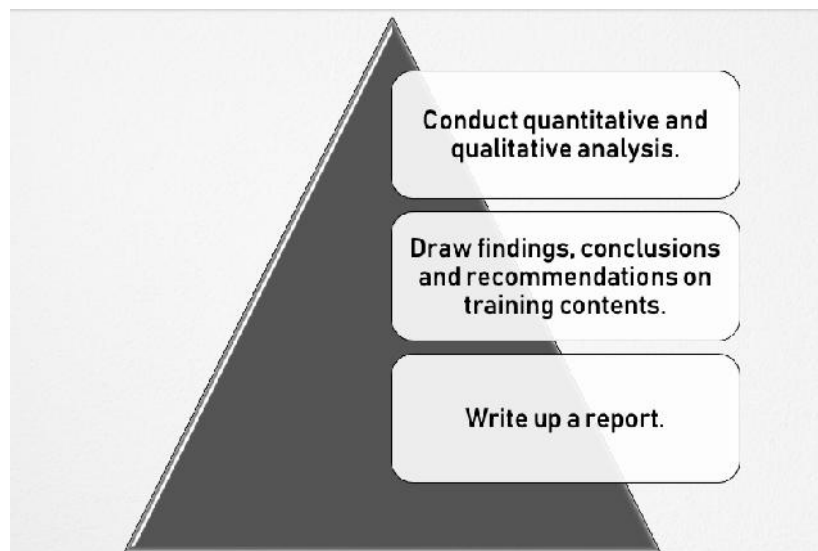 Conduct quantitative and
qualitative analysis.
Draw findings, conclusions
and recommendations on
training contents.
Write up a report.